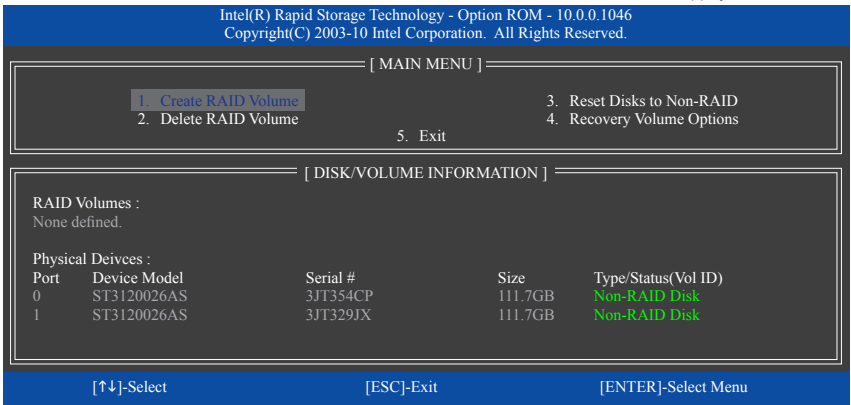 Intel(R) Rapid Storage Technology - Option ROM - 10.0.0.1046
Copyright(C) 2003-10 Intel Corporation. All Rights Reserved.
[ MAIN MENU ]
1. Create RAID Volume 3. Reset Disks to Non-RAID
2. Delete RAID Volume 4. Recovery Volume Options
5. Exit
[ DISK/VOLUME INFORMATION ]
RAID Volumes :
None defined.
Physical Deivces :
Port Device Model Serial # Size Type/Status(Vol ID)
0 ST3120026AS 3JT354CP 111.7GB Non-RAID Disk
1 ST3120026AS 3JT329JX 111.7GB Non-RAID Disk
[↑↓]-Select [ESC]-Exit [ENTER]-Select Menu